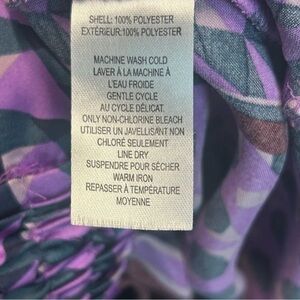 SHELL: 100% POLYESTER
EXTÉRIEUR:100% POLYESTER
MACHINE WASH COLD
LAVER À LA MACHINE À
L'EAU FROIDE
GENTLE CYCLE
AU CYCLE DÉLICAT.
ONLY NON-CHLORINE BLEACH
UTILISER UN JAVELLIS/INT NON
CHLORÉ SEULEMENT
LINE DRY
SUSPENDRE POUR SÉCHER
WARM IRON
REPASSER À TEMPÉRATURE
MOYENNE